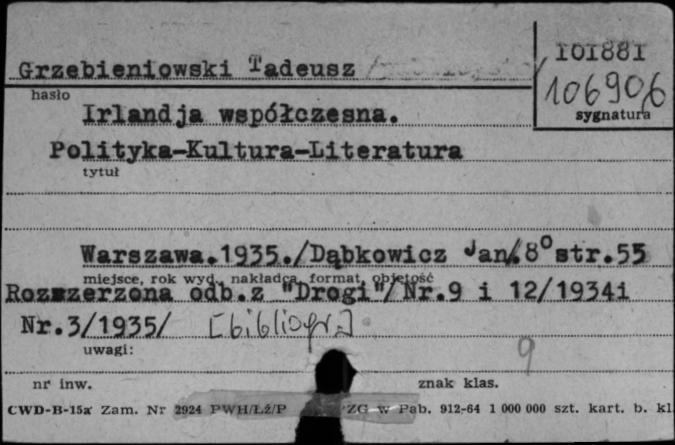 101881
Grzebieniowski Tadeusz
106906
hasło
sygnatura
Irlandja współczesna.
Polityka-Kultura-Literatura
tytuł
Warszawa.1935./Dąbkowicz Jan/.8° str.55
miejsce, rok wyd., nakładca, format, objętość
Rozszerzona odb.z "Drogi"/Nr.9 i 12/1934i
Nr.3/1935/ [bibliogr.]
uwagi:
9
nr inw.
znak klas.
CWD-B-15a Zam. Nr 2924 PWH/Łź/P ZG w Pab. 912-64 1 000 000 szt. kart. b. kl